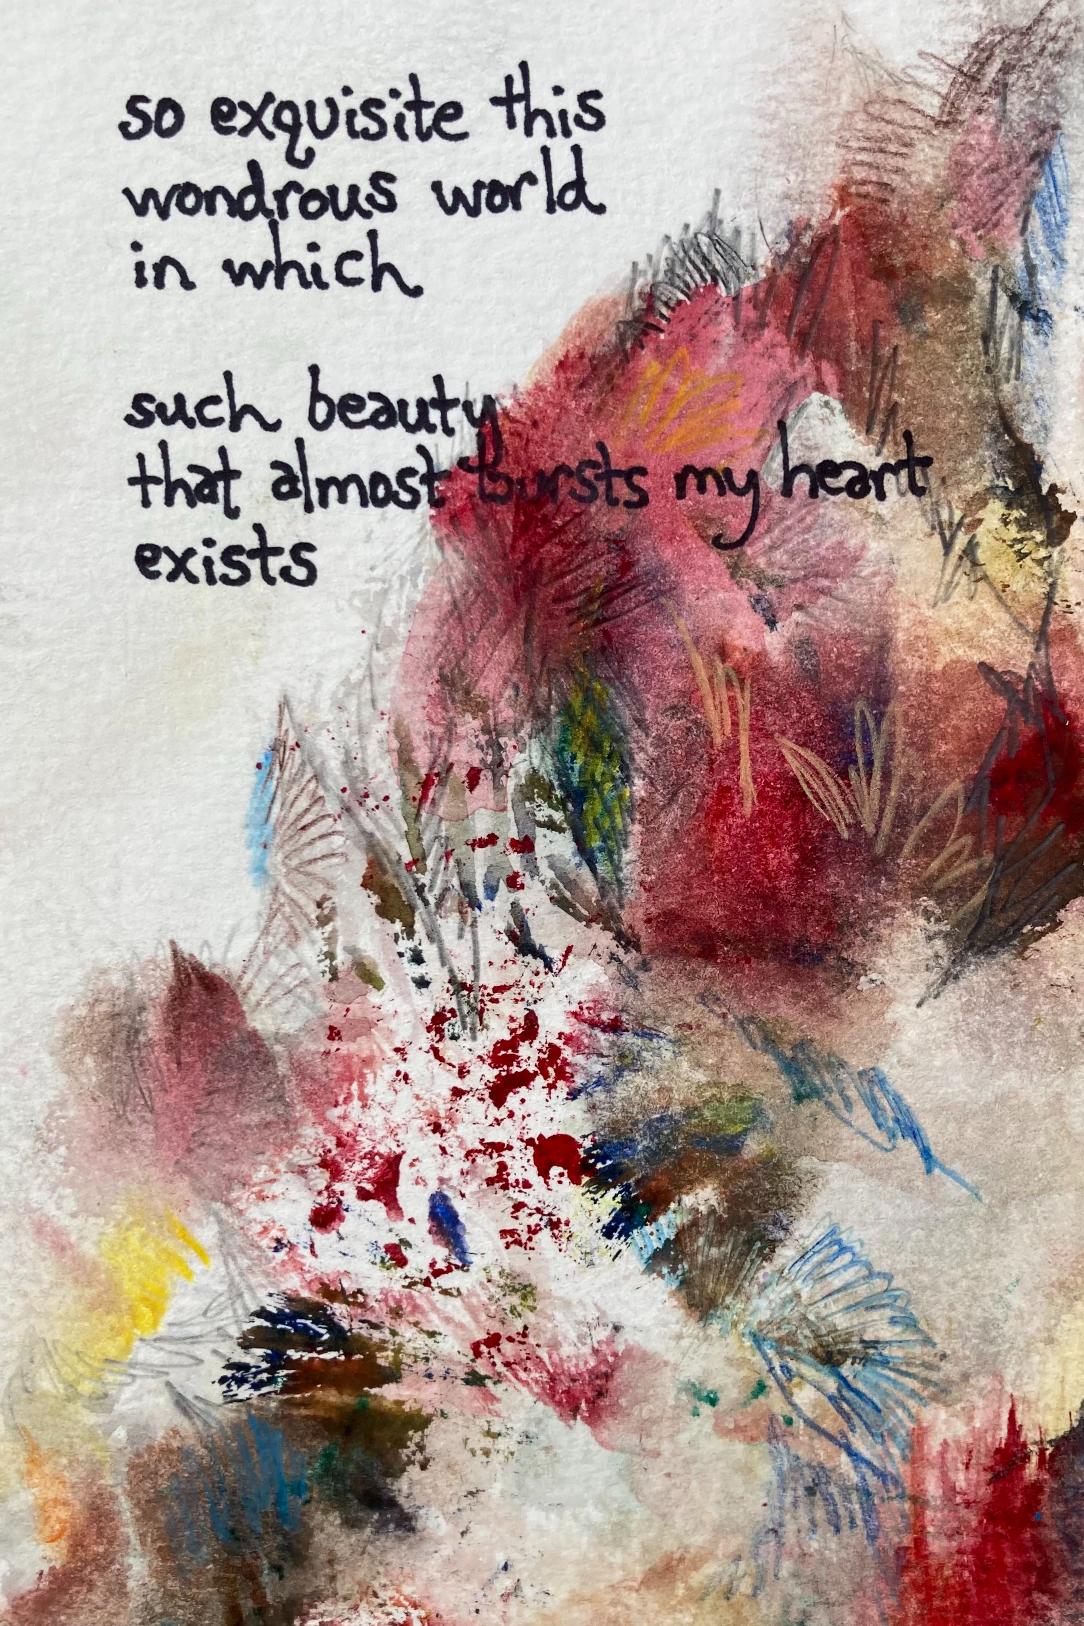 so exquisite this
wondrous world
in which
such beauty
that almost bursts my heart
exists